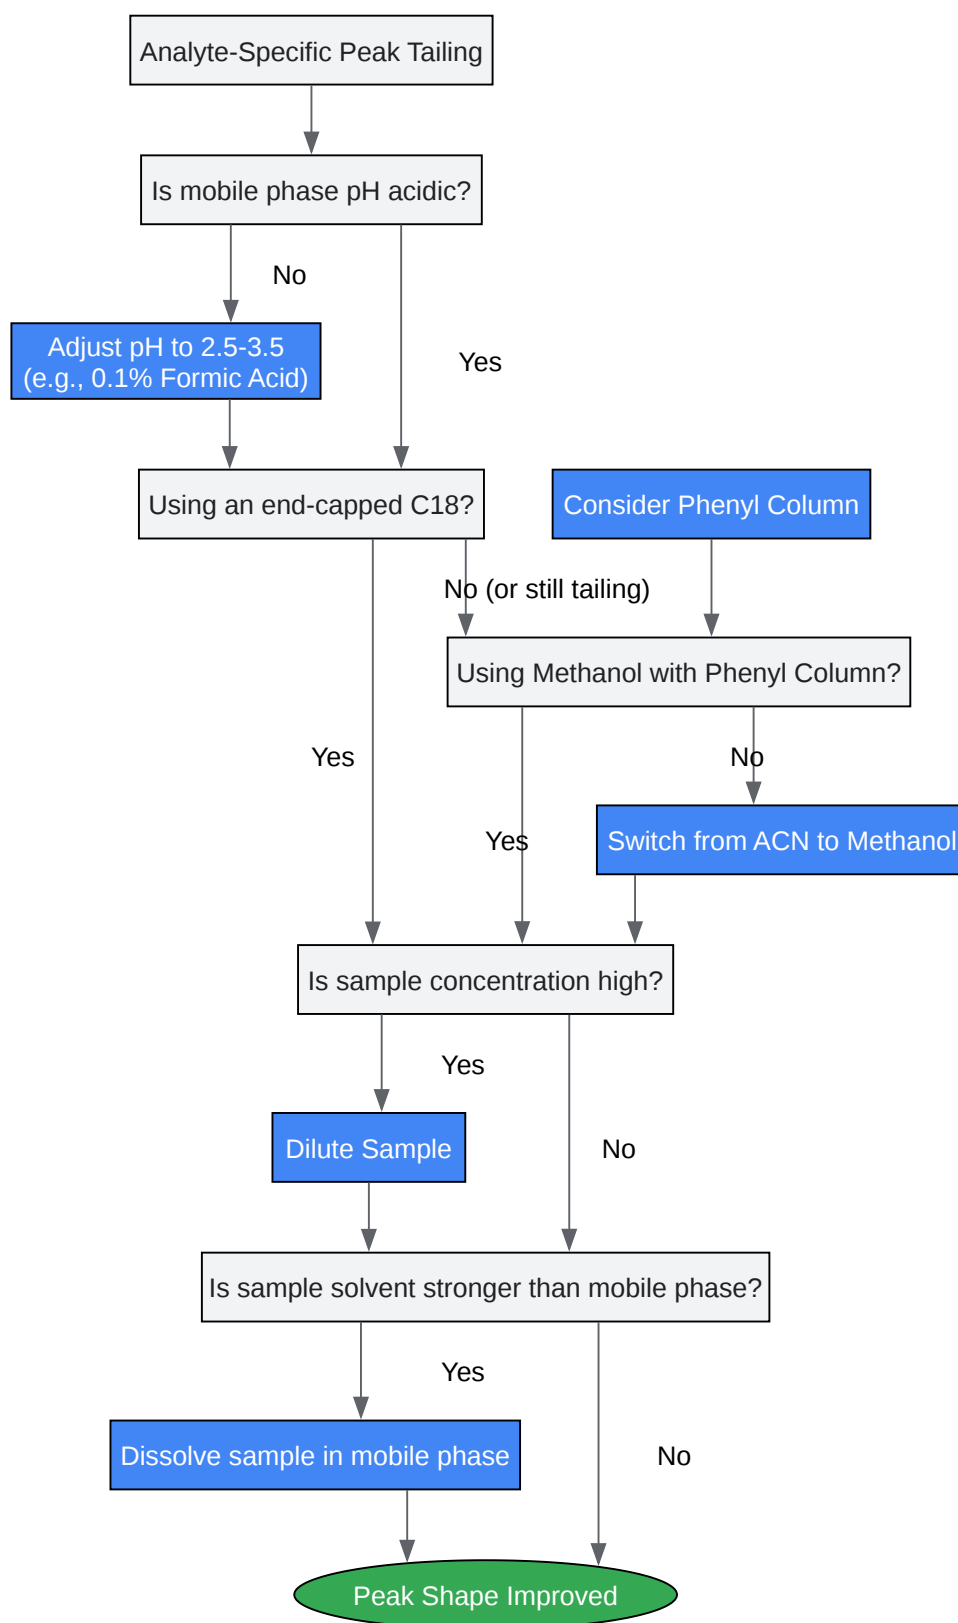 Analyte-Specific Peak Tailing
Is mobile phase pH acidic?
No
Adjust pH to 2.5-3.5
(e.g., 0.1% Formic Acid)
Yes
Using an end-capped C18?
Consider Phenyl Column
No (or still tailing)
Using Methanol with Phenyl Column?
Yes
No
Yes
Switch from ACN to Methanol
Is sample concentration high?
Yes
Dilute Sample
No
Is sample solvent stronger than mobile phase?
Yes
Dissolve sample in mobile phase
No
Peak Shape Improved